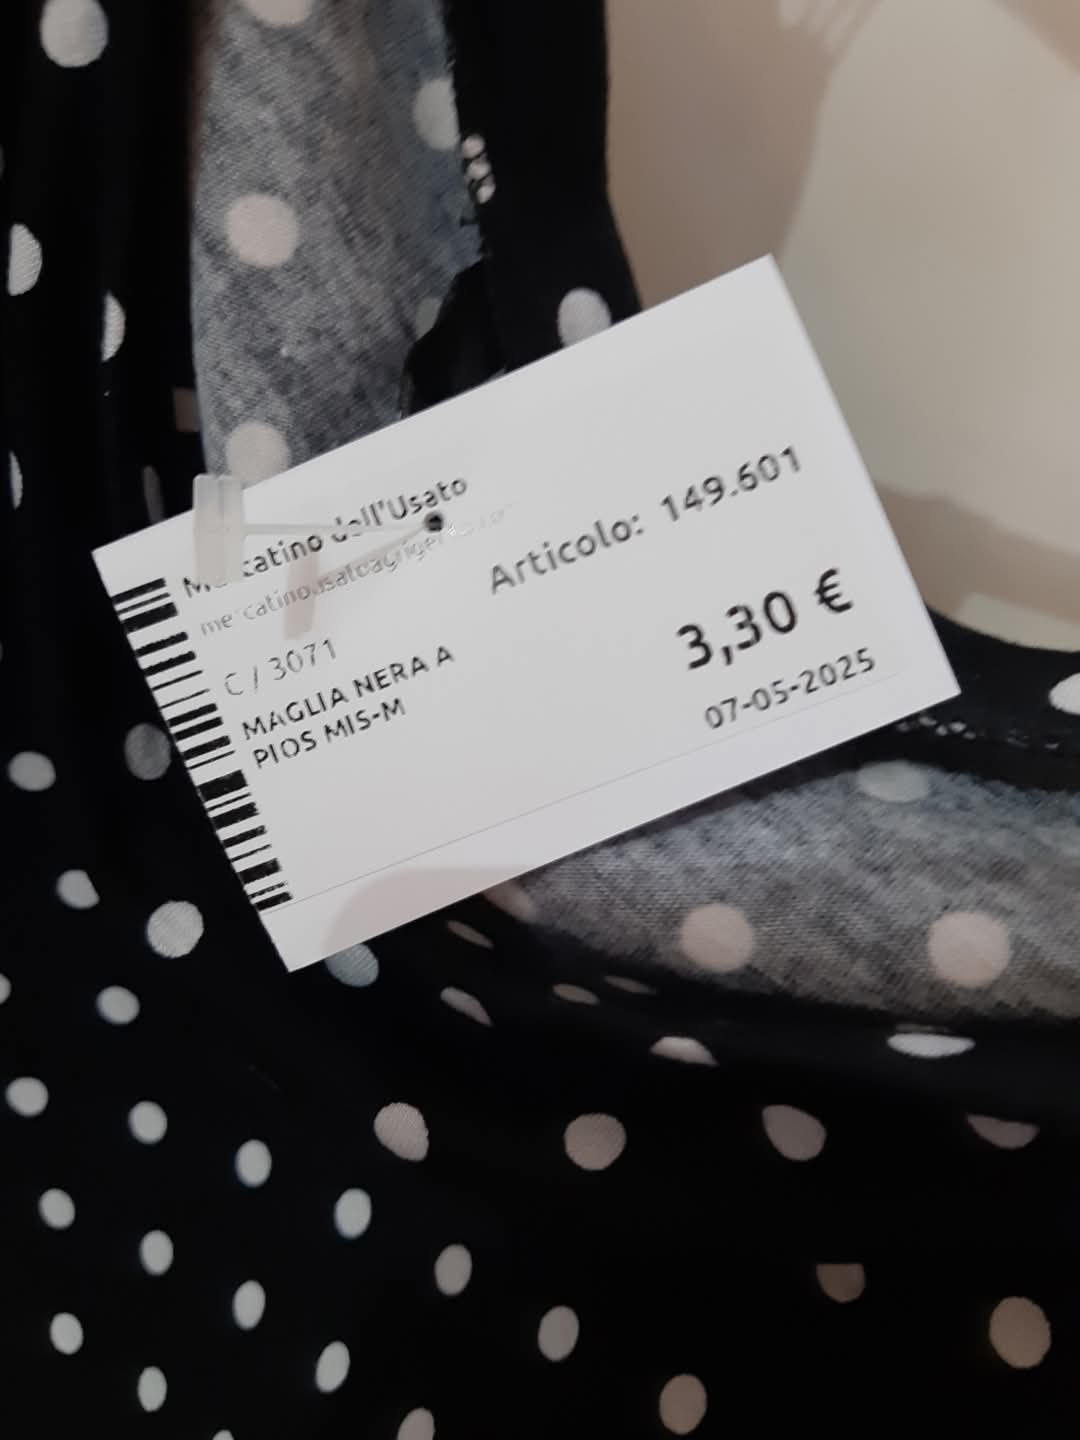 Mercatino dell'Usato
Articolo: 149.601
C / 3071
MAGLIA NERA A
PIOS MIS-M
3,30 €
07-05-2025